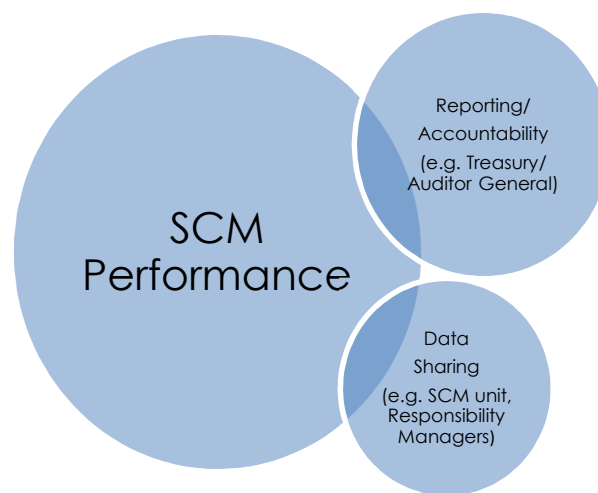 SCM
Performance
Reporting/
Accountability
(e.g. Treasury/
Auditor General)
Data
Sharing
(e.g. SCM unit,
Responsibility
Managers)